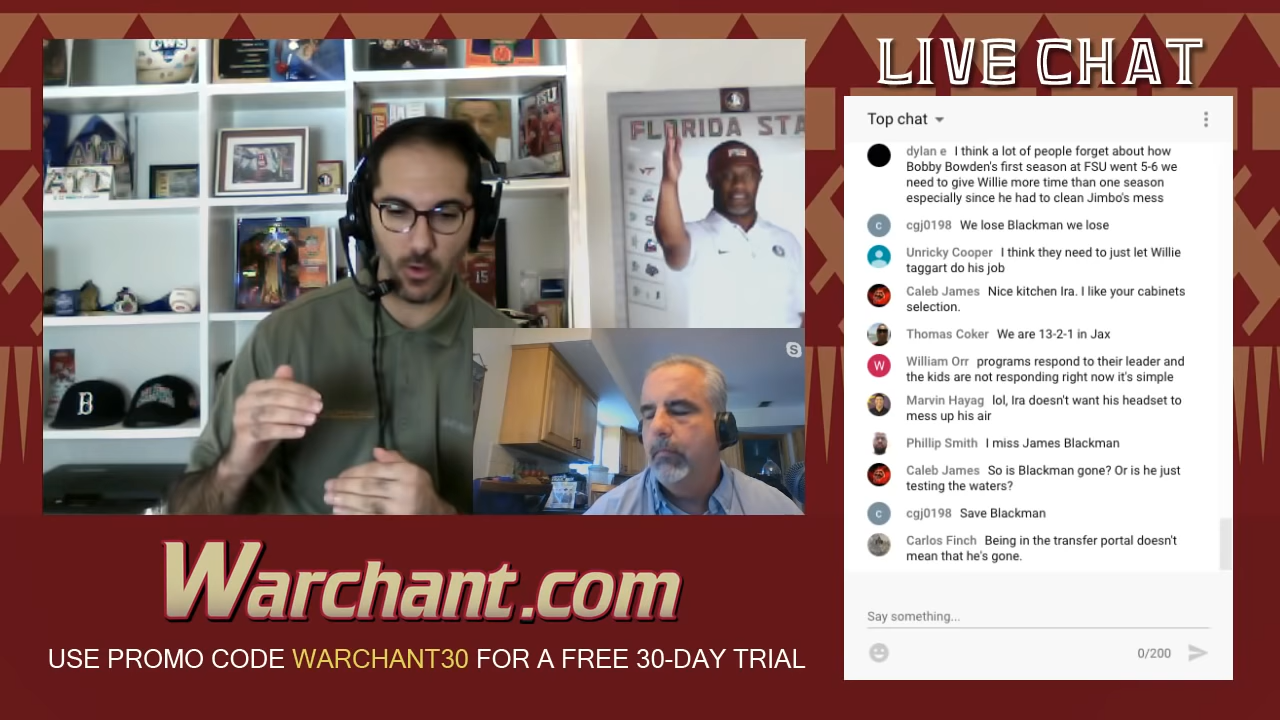 CWS
FSU
FLORIDA STA
15
B
Warchant.com
USE PROMO CODE WARCHANT30 FOR A FREE 30-DAY TRIAL
LIVE CHAT
Top chat
dylan e I think a lot of people forget about how
Bobby Bowden's first season at FSU went 5-6 we
need to give Willie more time than one season
especially since he had to clean Jimbo's mess
c cgj0198 We lose Blackman we lose
Unricky Cooper I think they need to just let Willie
taggart do his job
Caleb James Nice kitchen Ira. I like your cabinets
selection.
Thomas Coker We are 13-2-1 in Jax
W William Orr programs respond to their leader and
the kids are not responding right now it's simple
Marvin Hayag lol, Ira doesn't want his headset to
mess up his air
Phillip Smith I miss James Blackman
Caleb James So is Blackman gone? Or is he just
testing the waters?
c cgj0198 Save Blackman
Carlos Finch Being in the transfer portal doesn't
mean that he's gone.
Say something...
0/200